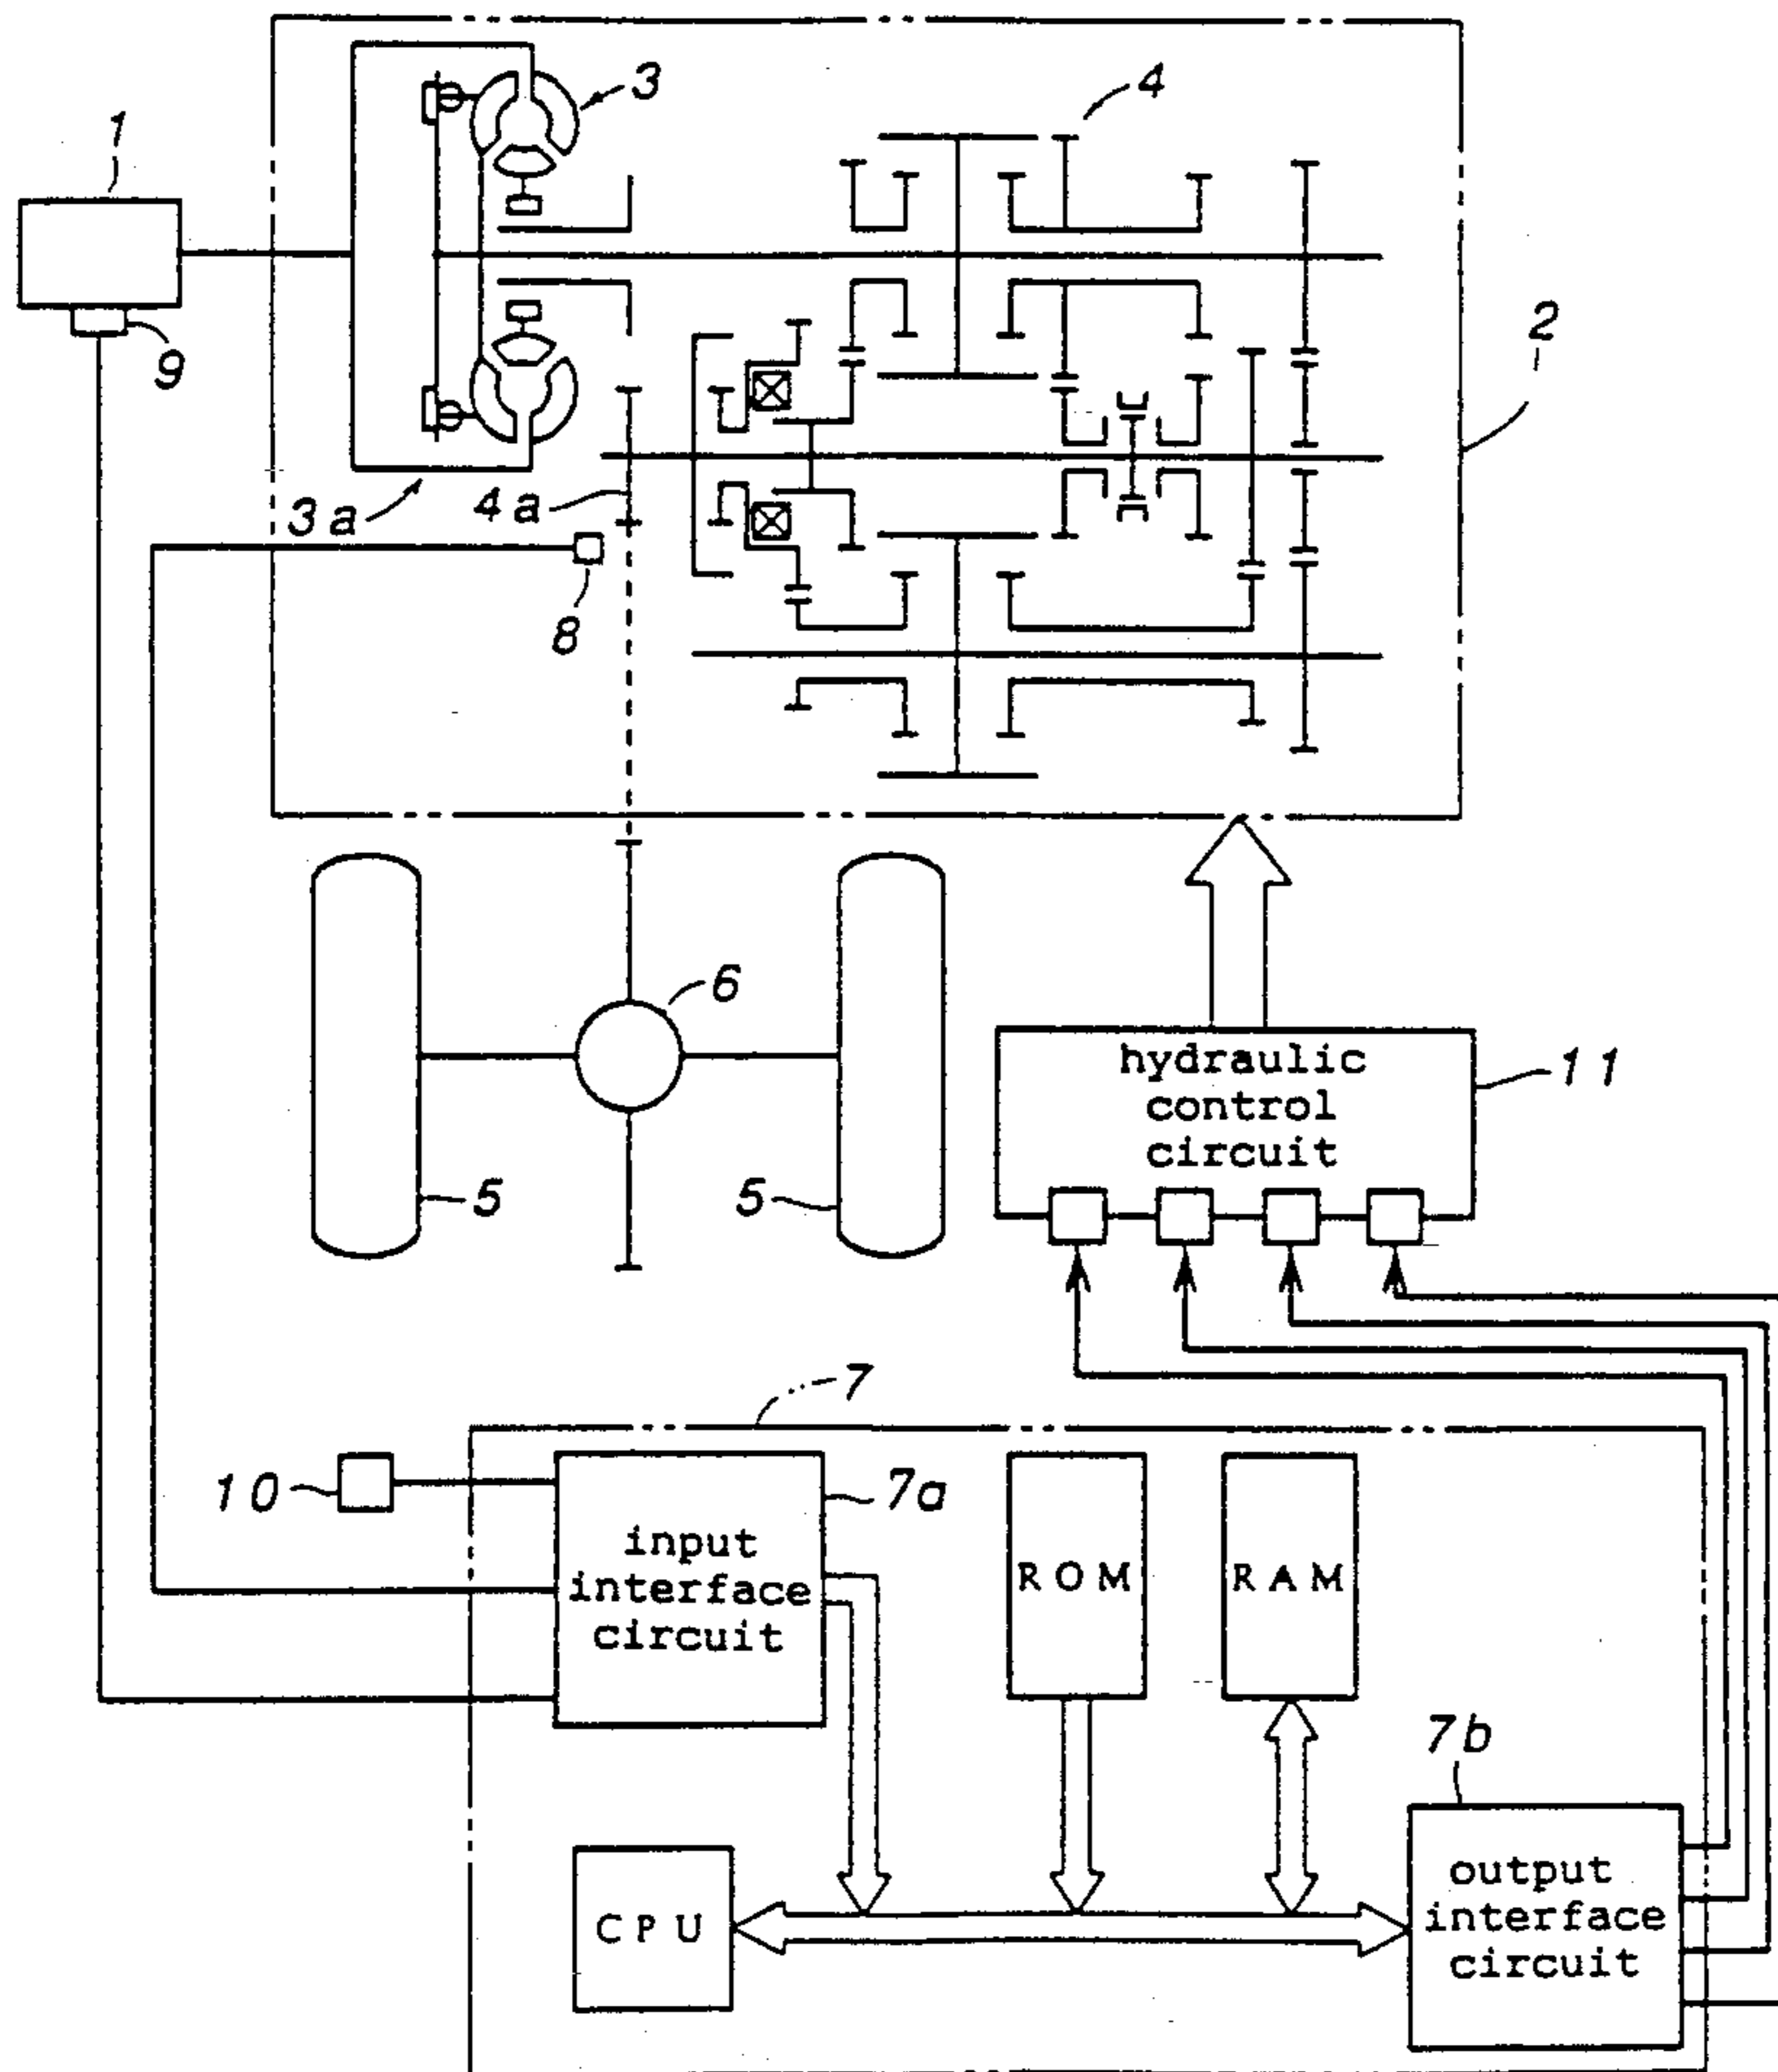 3
4
1
2
9
3a
4a
8
6
hydraulic
control
circuit
11
5
5
7
10
7a
input
interface
circuit
ROM
RAM
7b
CPU
output
interface
circuit